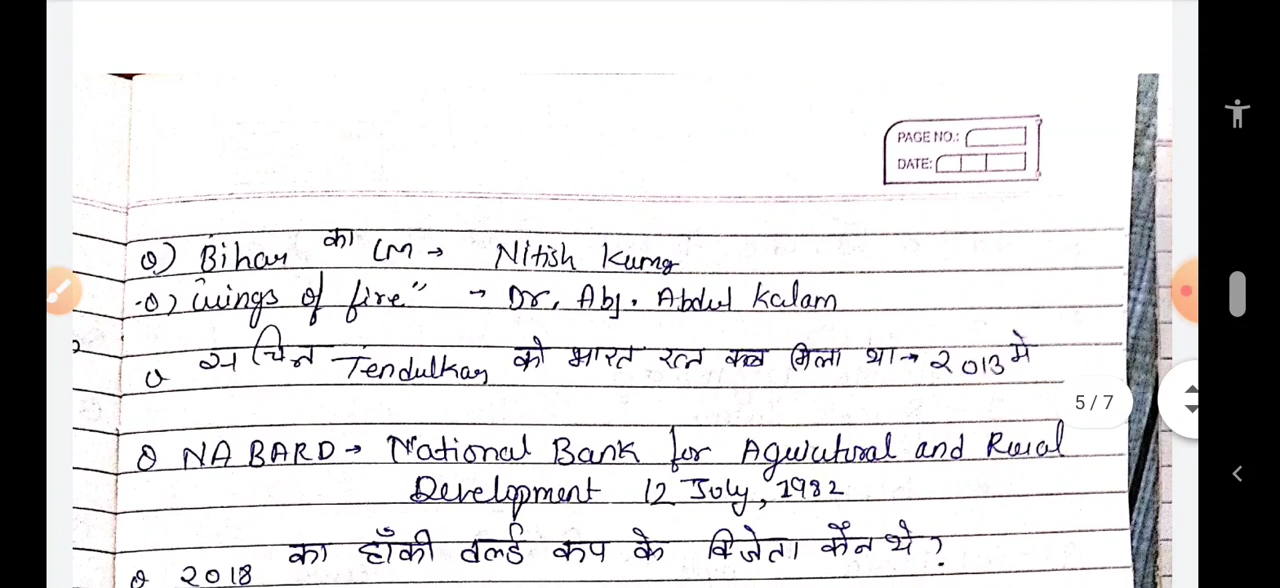 PAGE NO.:
DATE:
Q) Bihar का CM → Nitish Kumar
Q) "wings of fire" → Dr. Abj. Abdul Kalam
Q सचिन Tendulkar को भारत रत्न कब मिला था → 2013 में
5 / 7
Q NABARD → National Bank for Agricutural and Rural
Development 12 July, 1982
Q 2018 का हॉकी वर्ल्ड कप के विजेता कौन थे ?